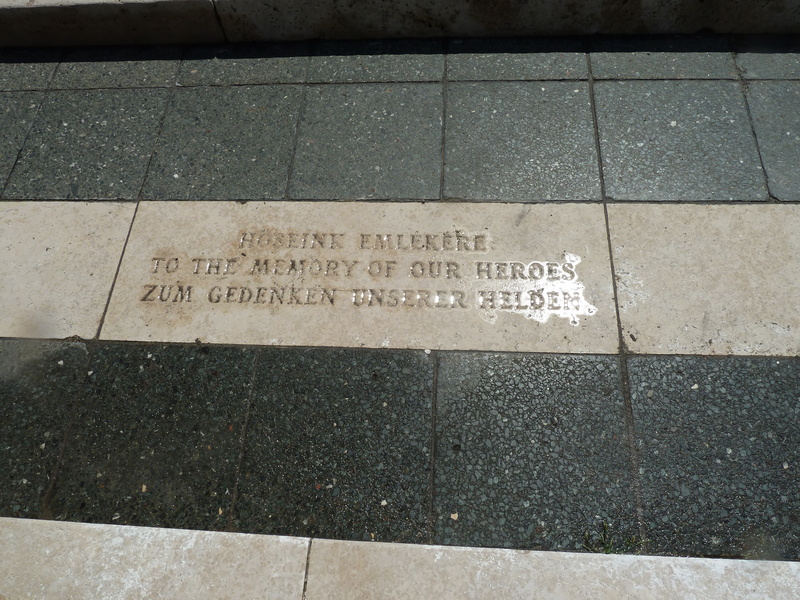 HŐSEINK EMLÉKÉRE
TO THE MEMORY OF OUR HEROES
ZUM GEDENKEN UNSERER HELDEN